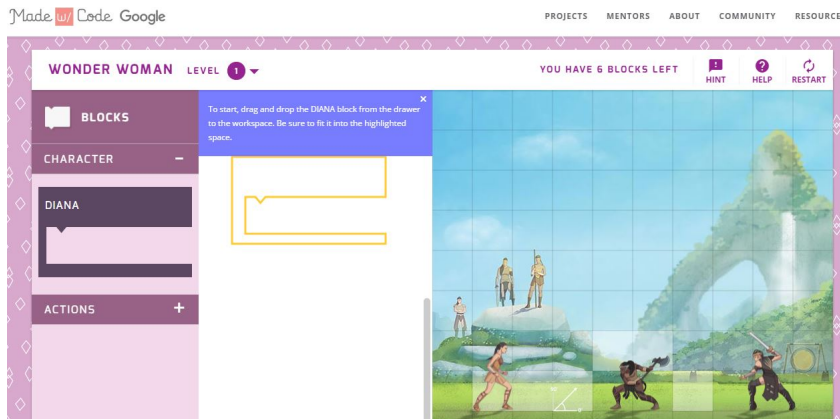 Made w/ Code Google
PROJECTS MENTORS ABOUT COMMUNITY RESOURCE
WONDER WOMAN LEVEL 1
YOU HAVE 6 BLOCKS LEFT
HINT HELP RESTART
BLOCKS
To start, drag and drop the DIANA block from the drawer
to the workspace. Be sure to fit it into the highlighted
space.
CHARACTER
DIANA
ACTIONS